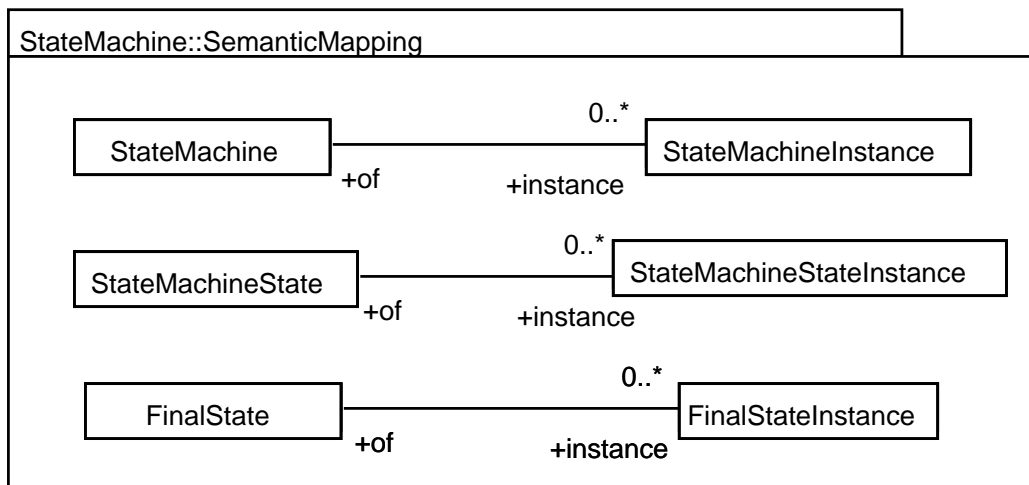 StateMachine::SemanticMapping
0..*
StateMachine
StateMachineInstance
+of
+instance
0..*
StateMachineState
StateMachineStateInstance
+of
+instance
0..*
FinalState
FinalStateInstance
+of
+instance